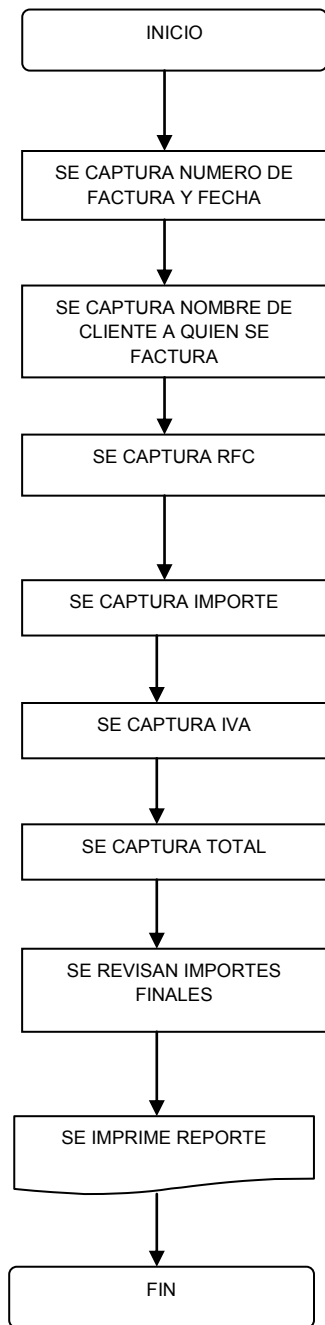 INICIO
SE CAPTURA NUMERO DE
FACTURA Y FECHA
SE CAPTURA NOMBRE DE
CLIENTE A QUIEN SE
FACTURA
SE CAPTURA RFC
SE CAPTURA IMPORTE
SE CAPTURA IVA
SE CAPTURA TOTAL
SE REVISAN IMPORTES
FINALES
SE IMPRIME REPORTE
FIN